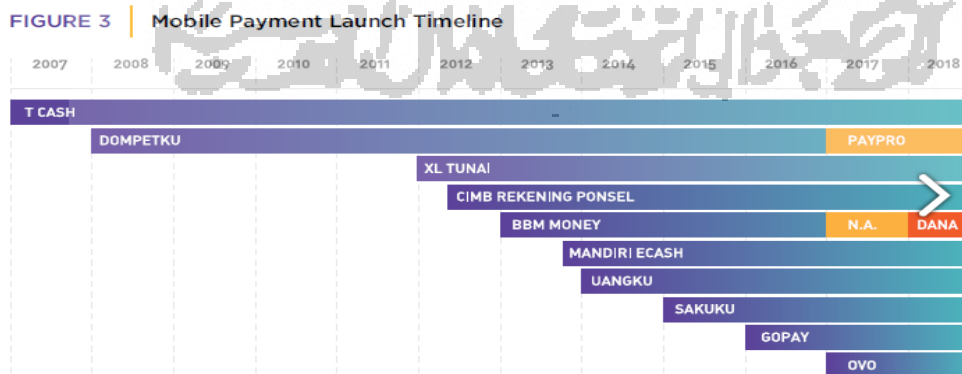 FIGURE 3 Mobile Payment Launch Timeline
2007 2008 2009 2010 2011 2012 2013 2014 2015 2016 2017 2018
T CASH
DOMPETKU PAYPRO
XL TUNAI
CIMB REKENING PONSEL
BBM MONEY N.A. DANA
MANDIRI ECASH
UANGKU
SAKUKU
GOPAY
OVO